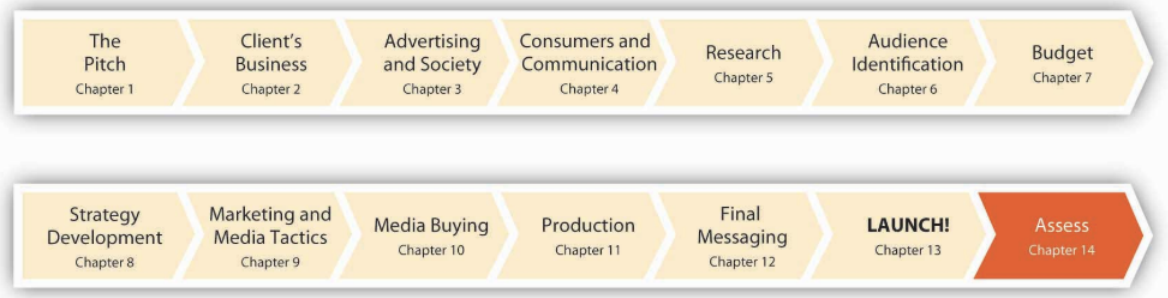 The
Pitch
Chapter 1
Client's
Business
Chapter 2
Advertising
and Society
Chapter 3
Consumers and
Communication
Chapter 4
Research
Chapter 5
Audience
Identification
Chapter 6
Budget
Chapter 7
Strategy
Development
Chapter 8
Marketing and
Media Tactics
Chapter 9
Media Buying
Chapter 10
Production
Chapter 11
Final
Messaging
Chapter 12
LAUNCH!
Chapter 13
Assess
Chapter 14